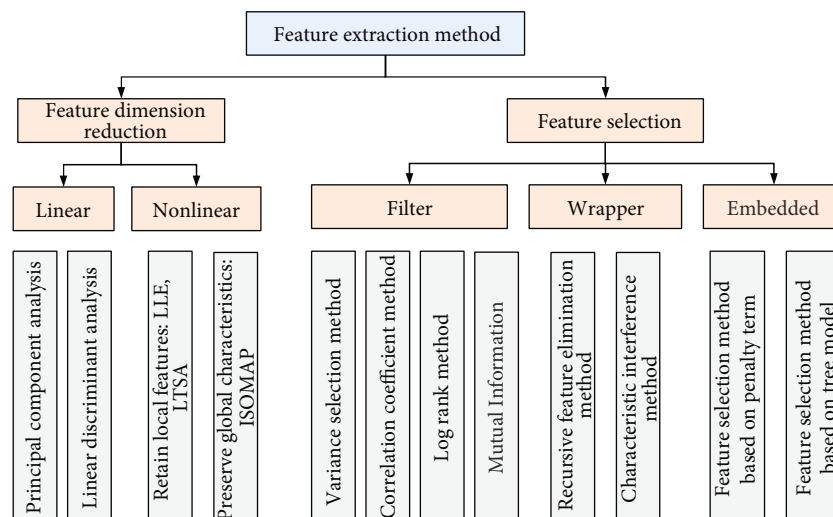 Feature extraction method
Feature dimension
reduction
Feature selection
Linear
Nonlinear
Filter
Wrapper
Embedded
Principal component analysis
Linear discriminant analysis
Retain local features: LLE,
LTSA
Preserve global characteristics:
ISOMAP
Variance selection method
Correlation coefficient method
Log rank method
Mutual Information
Recursive feature elimination
method
Characteristic interference
method
Feature selection method
based on penalty term
Feature selection method
based on tree model